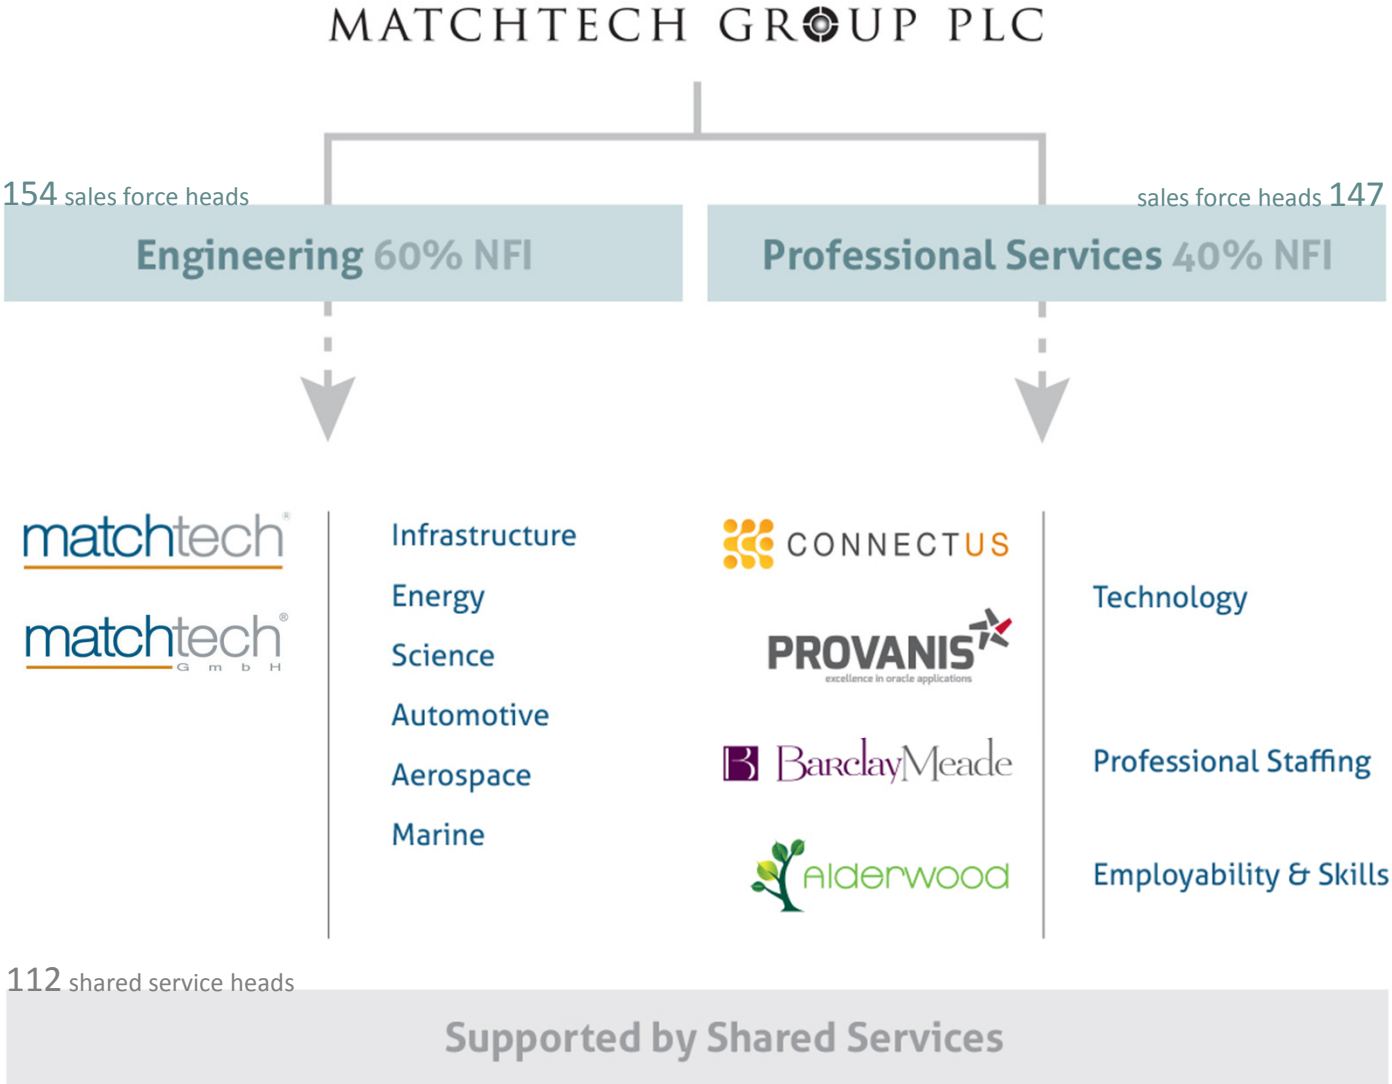 MATCHTECH GROUP PLC
154 sales force heads
sales force heads 147
Engineering 60% NFI
Professional Services 40% NFI
matchtech®
matchtech®
GmbH
Infrastructure
Energy
Science
Automotive
Aerospace
Marine
CONNECTUS
PROVANIS
excellence in oracle applications
B BarclayMeade
Alderwood
Technology
Professional Staffing
Employability & Skills
112 shared service heads
Supported by Shared Services